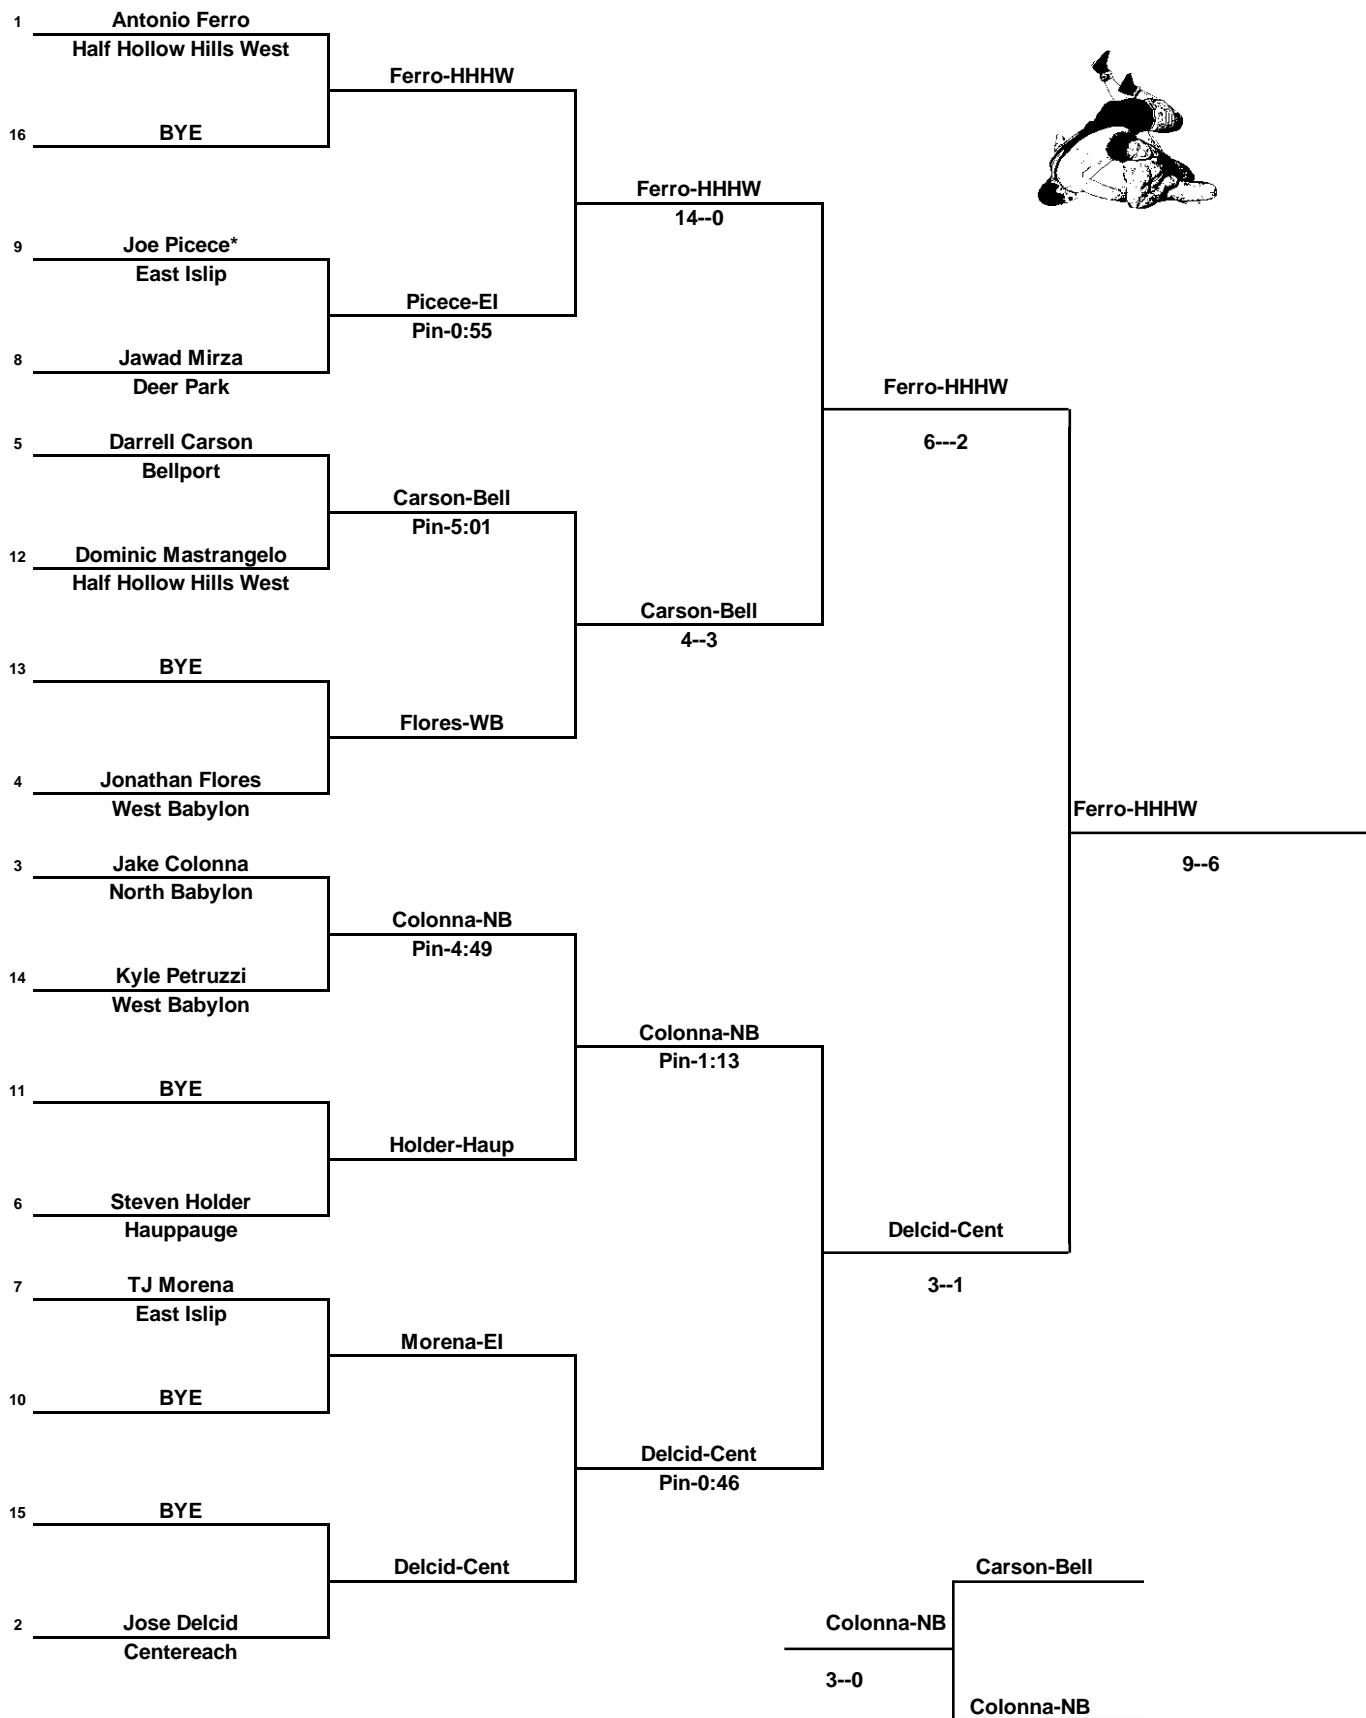 1 Antonio Ferro
Half Hollow Hills West
Ferro-HHHW
16 BYE
Ferro-HHHW
14--0
9 Joe Picece*
East Islip
Picece-EI
Pin-0:55
8 Jawad Mirza
Deer Park
Ferro-HHHW
6---2
5 Darrell Carson
Bellport
Carson-Bell
Pin-5:01
12 Dominic Mastrangelo
Half Hollow Hills West
Carson-Bell
4--3
13 BYE
Flores-WB
4 Jonathan Flores
West Babylon
Ferro-HHHW
9--6
3 Jake Colonna
North Babylon
Colonna-NB
Pin-4:49
14 Kyle Petruzzi
West Babylon
Colonna-NB
Pin-1:13
11 BYE
Holder-Haup
6 Steven Holder
Hauppauge
Delcid-Cent
3--1
7 TJ Morena
East Islip
Morena-EI
10 BYE
Delcid-Cent
Pin-0:46
15 BYE
Delcid-Cent
2 Jose Delcid
Centereach
Carson-Bell
Colonna-NB
3--0
Colonna-NB